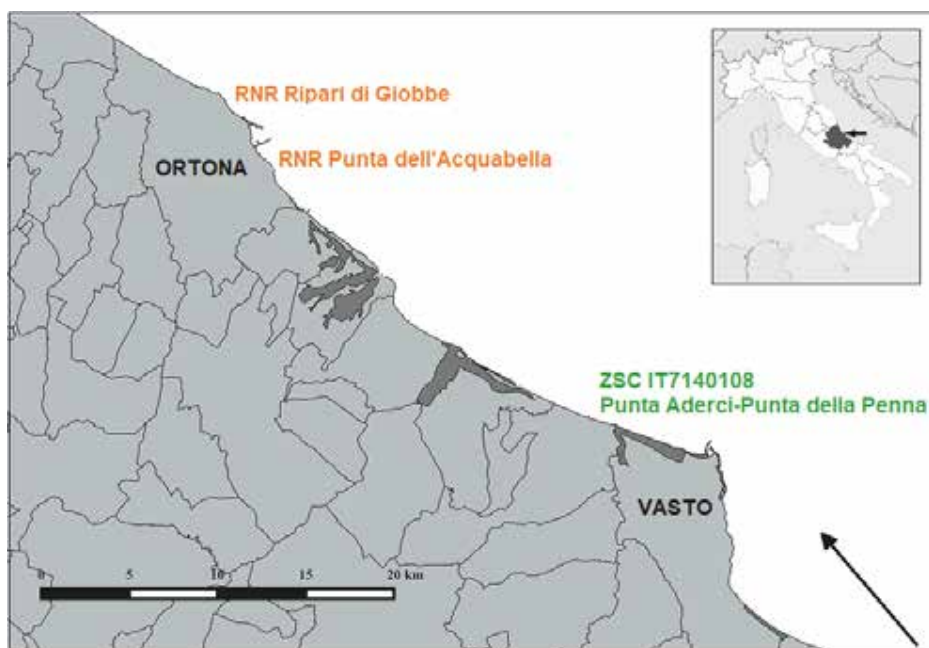 RNR Ripari di Giobbe
RNR Punta dell'Acquabella
ORTONA
ZSC IT7140108
Punta Aderci-Punta della Penna
VASTO
0 5 10 15 20 km